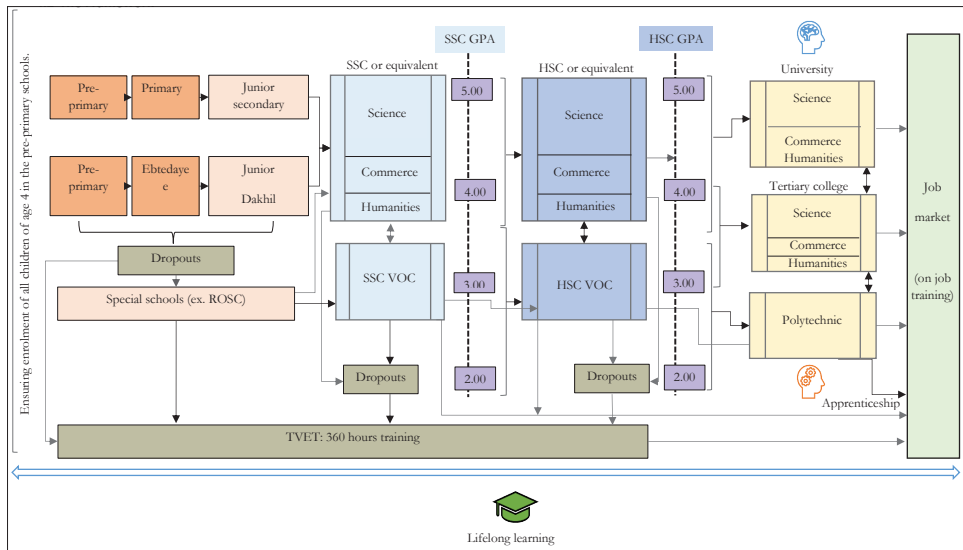 Ensuring enrolment of all children of age 4 in the pre-primary schools.
SSC GPA
HSC GPA
SSC or equivalent
HSC or equivalent
University
Pre-
primary
Primary
Junior
secondary
Science
Commerce
Humanities
5.00
4.00
3.00
2.00
Science
Commerce
Humanities
5.00
4.00
3.00
2.00
Science
Commerce
Humanities
Pre-
primary
Ebtedaye
e
Junior
Dakhil
Tertiary college
Science
Commerce
Humanities
Job
market
(on job
training)
Dropouts
Special schools (ex. ROSC)
SSC VOC
HSC VOC
Polytechnic
Dropouts
Dropouts
Apprenticeship
TVET: 360 hours training
Lifelong learning